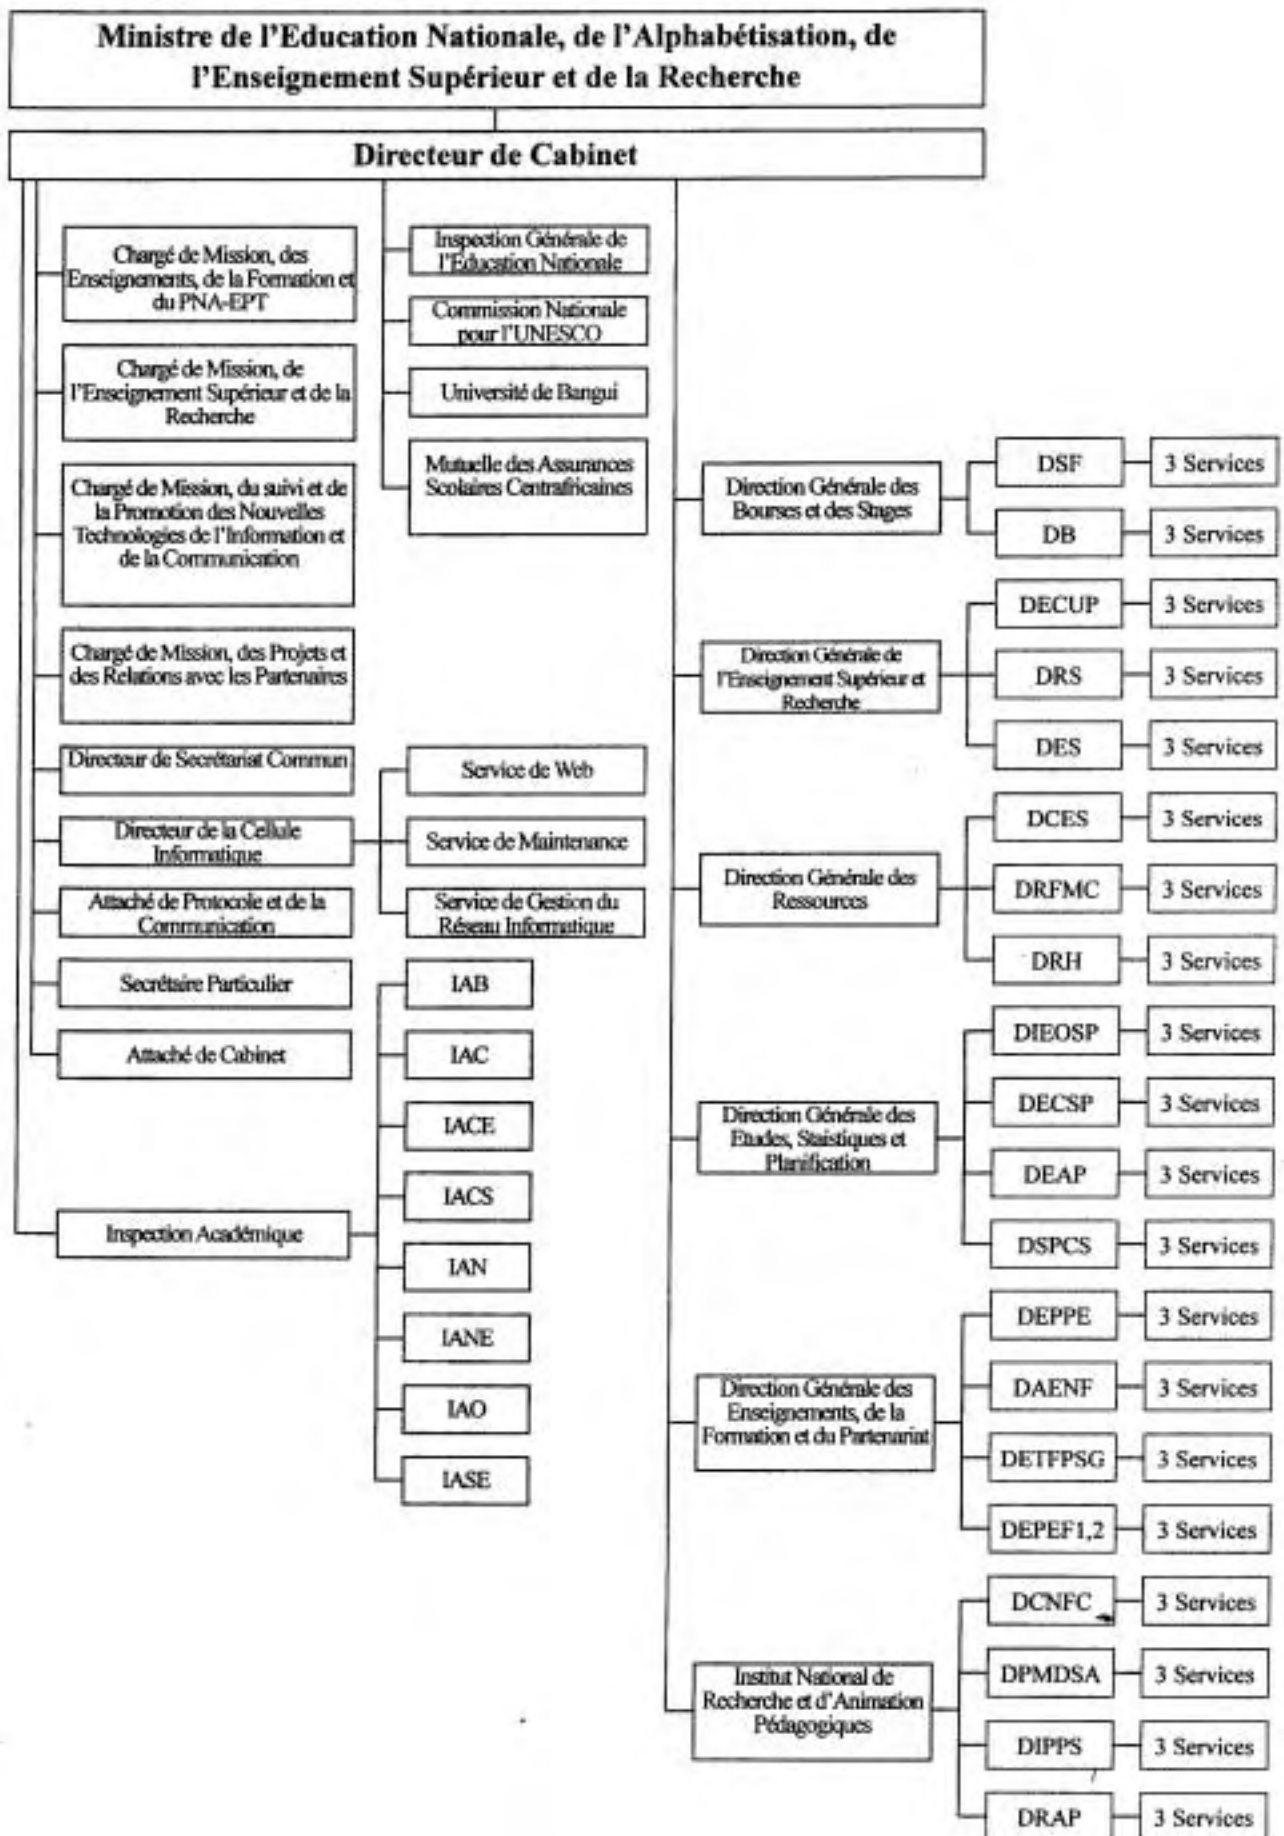 Ministre de l'Education Nationale, de l'Alphabétisation, de
l'Enseignement Supérieur et de la Recherche
Directeur de Cabinet
Chargé de Mission, des
Enseignements, de la Formation et
du PNA-EPT
Chargé de Mission, de
l'Enseignement Supérieur et de la
Recherche
Chargé de Mission, du suivi et de
la Promotion des Nouvelles
Technologies de l'Information et
de la Communication
Chargé de Mission, des Projets et
des Relations avec les Partenaires
Directeur de Secrétariat Commun
Directeur de la Cellule
Informatique
Attaché de Protocole et de la
Communication
Secrétaire Particulier
Attaché de Cabinet
Inspection Académique
Inspection Générale de
l'Education Nationale
Commission Nationale
pour l'UNESCO
Université de Bangui
Mutuelle des Assurances
Scolaires Centrafricaines
Service de Web
Service de Maintenance
Service de Gestion du
Réseau Informatique
IAB
IAC
IACE
IACS
IAN
IANE
IAO
IASE
Direction Générale des
Bourses et des Stages
DSF
3 Services
DB
3 Services
Direction Générale de
l'Enseignement Supérieur et
Recherche
DECUP
3 Services
DRS
3 Services
DES
3 Services
Direction Générale des
Ressources
DCES
3 Services
DRFMC
3 Services
DRH
3 Services
Direction Générale des
Etudes, Staistiques et
Planification
DIEOSP
3 Services
DECSP
3 Services
DEAP
3 Services
DSPCS
3 Services
Direction Générale des
Enseignements, de la
Formation et du Partenariat
DEPPE
3 Services
DAENF
3 Services
DETFPSG
3 Services
DEPEF1,2
3 Services
Institut National de
Recherche et d'Animation
Pédagogiques
DCNFC
3 Services
DPMDSA
3 Services
DIPPS
3 Services
DRAP
3 Services